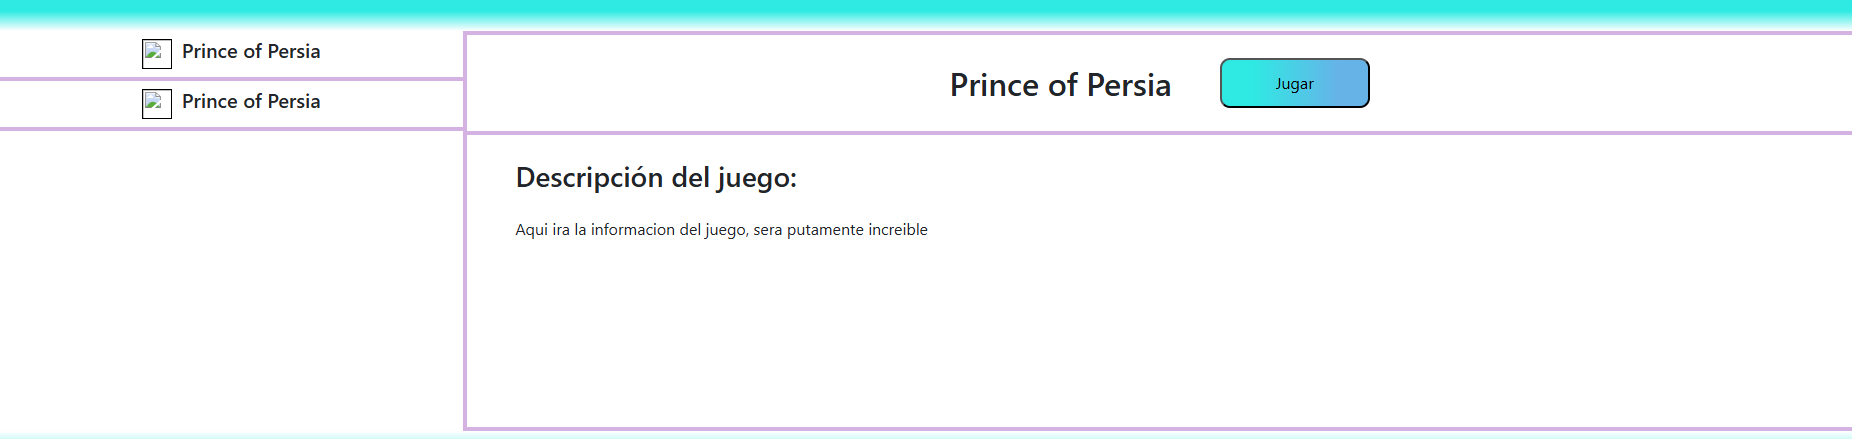 Prince of Persia
Prince of Persia
Prince of Persia
Jugar
Descripción del juego:
Aqui ira la informacion del juego, sera putamente increible